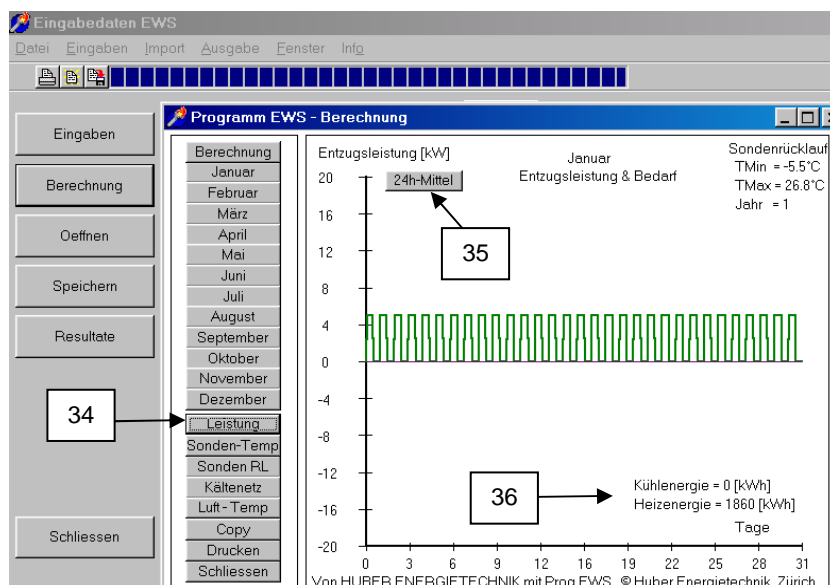 Eingabedaten EWS
Datei Eingaben Import Ausgabe Fenster Info
Eingaben
Berechnung
Oeffnen
Speichern
Resultate
Schliessen
34
Programm EWS - Berechnung
Berechnung
Januar
Februar
März
April
Mai
Juni
Juli
August
September
Oktober
November
Dezember
Leistung
Sonden-Temp
Sonden RL
Kältenetz
Luft-Temp
Copy
Drucken
Schliessen
Entzugsleistung [kW]
24h-Mittel
35
Januar
Entzugsleistung & Bedarf
Sondenrücklauf
TMin = -5.5°C
TMax = 26.8°C
Jahr = 1
20
16
12
8
4
0
-4
-8
-12
-16
-20
36
Kühlenergie = 0 [kWh]
Heizenergie = 1860 [kWh]
Tage
0 3 6 9 12 16 19 22 25 28 31
Von HUBER ENERGIETECHNIK mit Prog.EWS. © Huber Energietechnik, Zürich